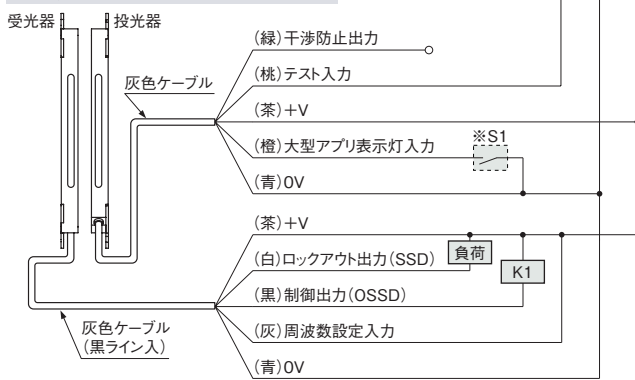 受光器
投光器
灰色ケーブル
(緑)干渉防止出力
(桃)テスト入力
(茶)+V
(橙)大型アプリ表示灯入力
※S1
(青)0V
(茶)+V
(白)ロックアウト出力(SSD)
負荷
(黒)制御出力(OSSD)
K1
(灰)周波数設定入力
(青)0V
灰色ケーブル
(黒ライン入)